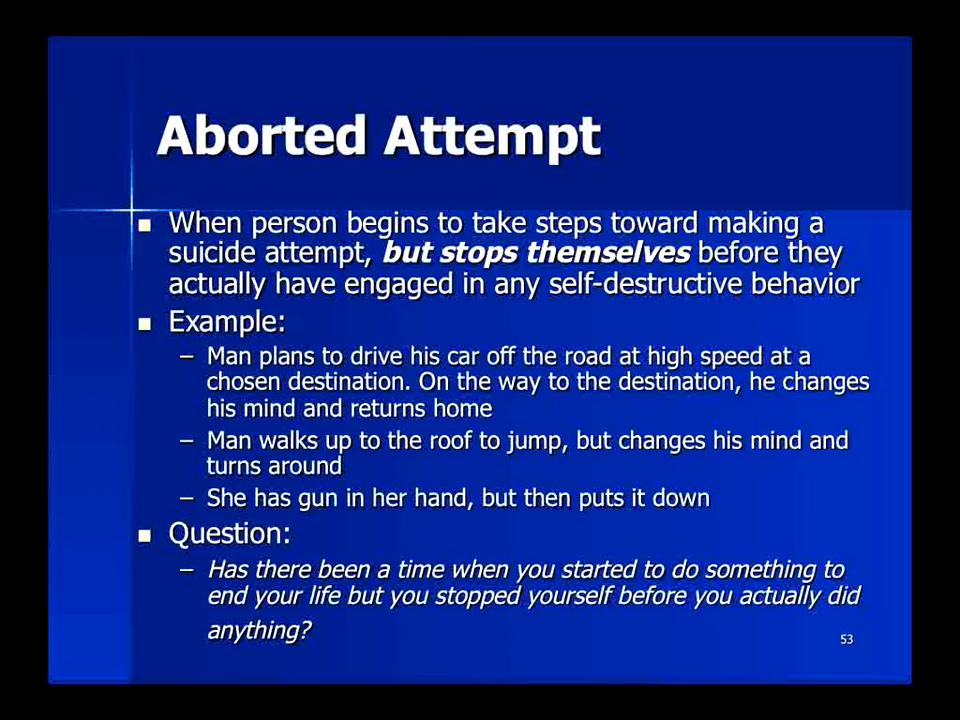 Aborted Attempt
■ When person begins to take steps toward making a
suicide attempt, but stops themselves before they
actually have engaged in any self-destructive behavior
■ Example:
– Man plans to drive his car off the road at high speed at a
chosen destination. On the way to the destination, he changes
his mind and returns home
– Man walks up to the roof to jump, but changes his mind and
turns around
– She has gun in her hand, but then puts it down
■ Question:
– Has there been a time when you started to do something to
end your life but you stopped yourself before you actually did
anything?
53